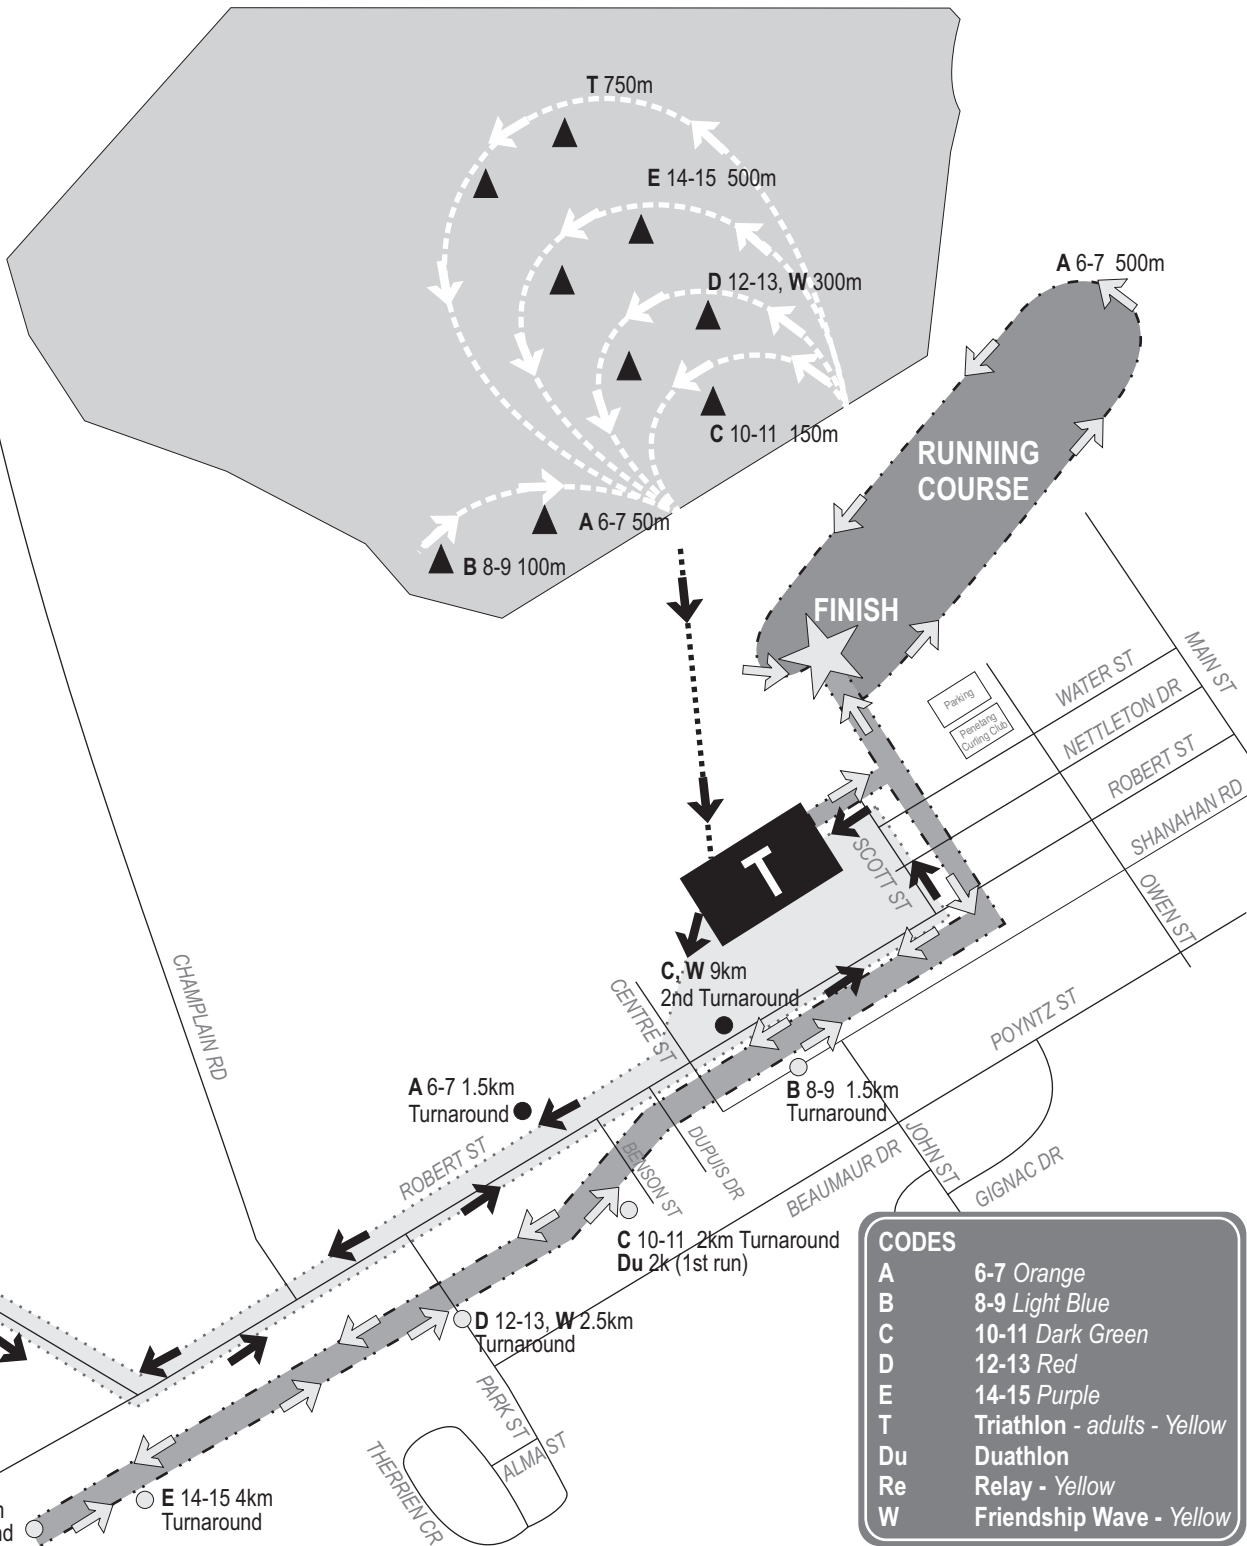 T 750m
E 14-15 500m
D 12-13, W 300m
C 10-11 150m
A 6-7 50m
B 8-9 100m
A 6-7 500m
RUNNING
COURSE
FINISH
MAIN ST
WATER ST
NETTLETON DR
ROBERT ST
SHANAHAN RD
Parking
Penetang
Curling Club
T
SCOTT ST
OWEN ST
C, W 9km
2nd Turnaround
CENTRE ST
CHAMPLAIN RD
POYNTZ ST
A 6-7 1.5km
Turnaround
B 8-9 1.5km
Turnaround
ROBERT ST
BENSON ST
DUPUIS DR
BEAUMAUR DR
JOHN ST
GIGNAC DR
C 10-11 2km Turnaround
Du 2k (1st run)
D 12-13, W 2.5km
Turnaround
PARK ST
ALMA ST
THERRIEN CR
E 14-15 4km
Turnaround
CODES
A 6-7 Orange
B 8-9 Light Blue
C 10-11 Dark Green
D 12-13 Red
E 14-15 Purple
T Triathlon - adults - Yellow
Du Duathlon
Re Relay - Yellow
W Friendship Wave - Yellow